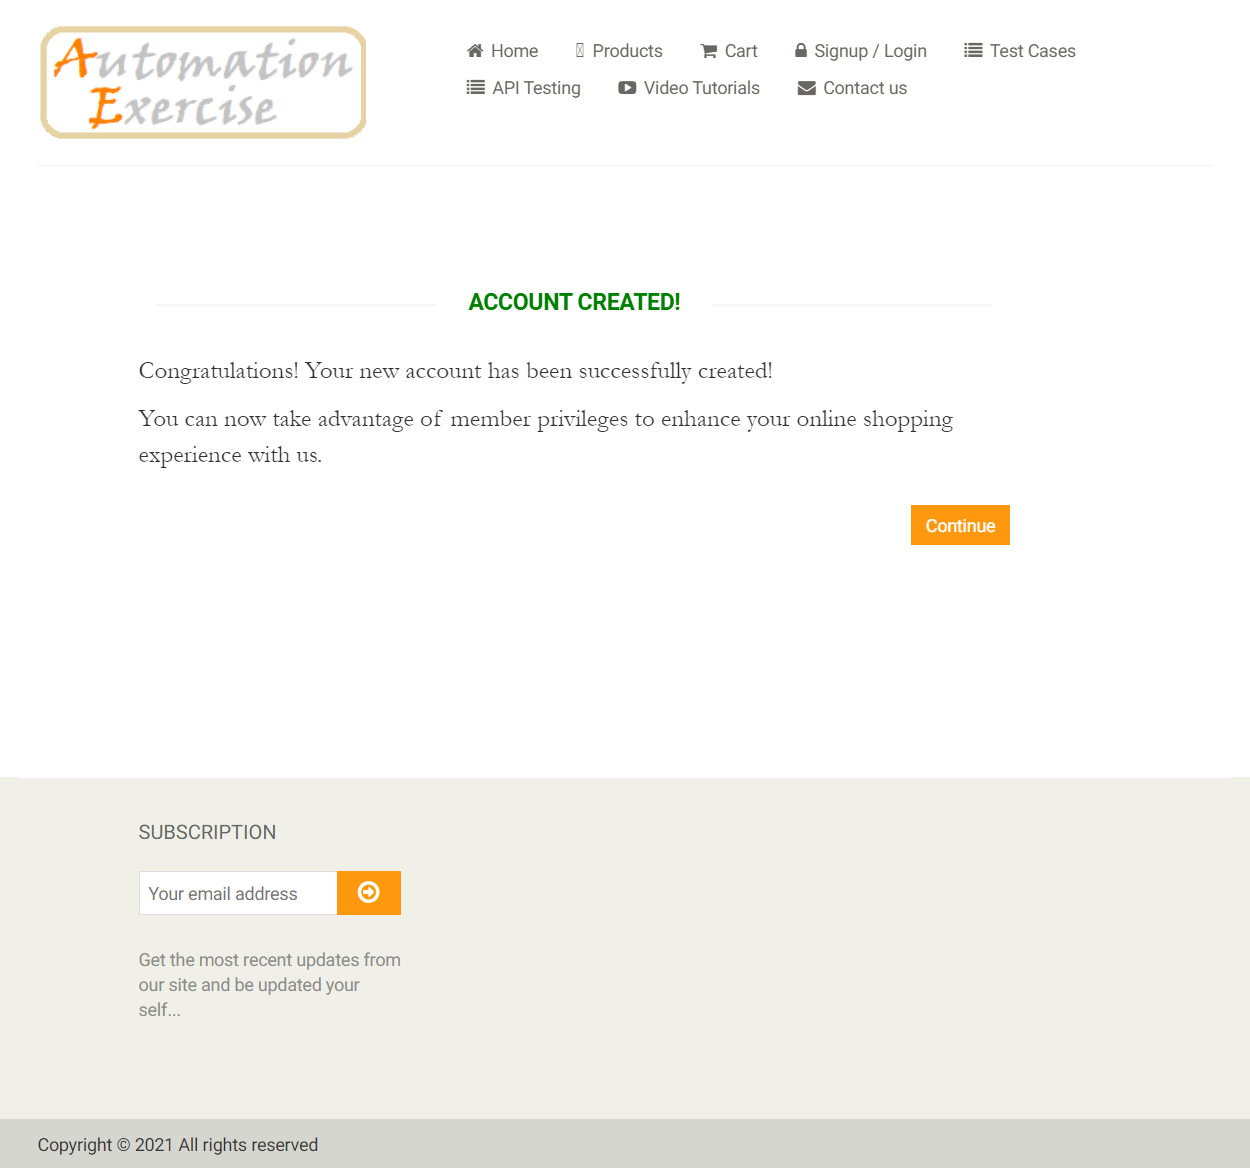 Automation
Exercise
Home Products Cart Signup / Login Test Cases
API Testing Video Tutorials Contact us
ACCOUNT CREATED!
Congratulations! Your new account has been successfully created!
You can now take advantage of member privileges to enhance your online shopping
experience with us.
Continue
SUBSCRIPTION
Your email address
Get the most recent updates from
our site and be updated your
self...
Copyright © 2021 All rights reserved